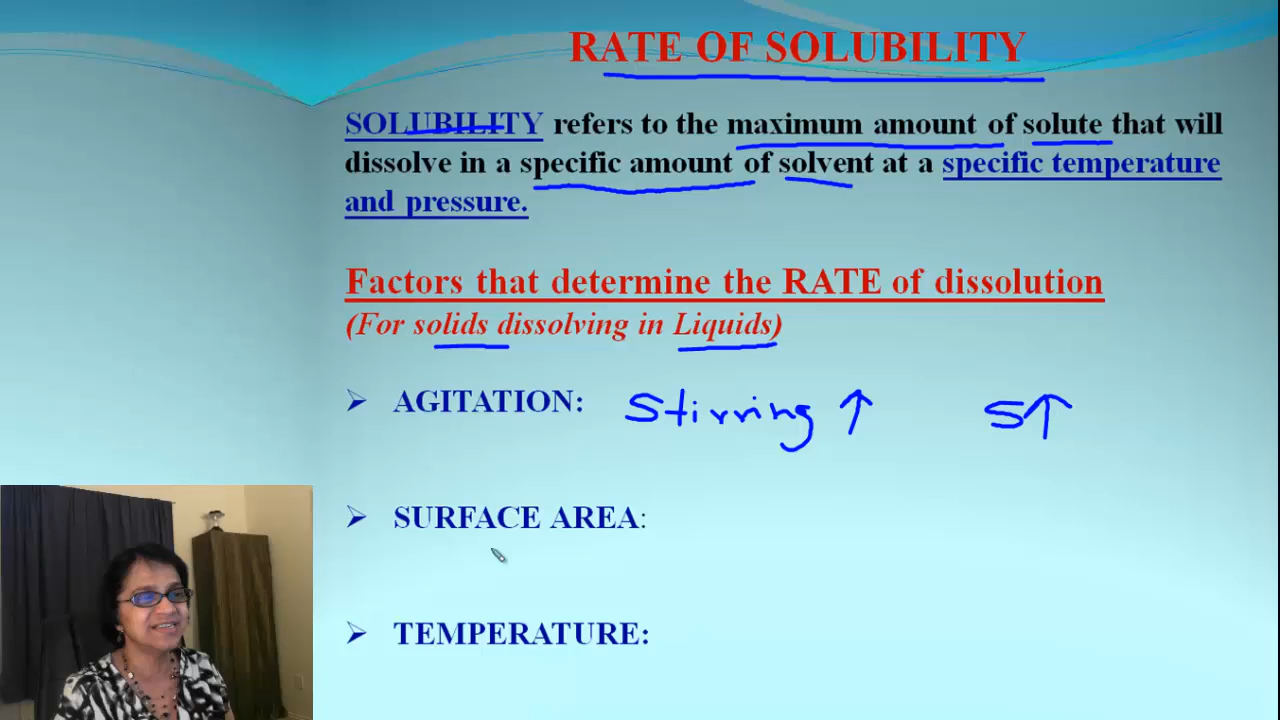 RATE OF SOLUBILITY
SOLUBILITY refers to the maximum amount of solute that will
dissolve in a specific amount of solvent at a specific temperature
and pressure.
Factors that determine the RATE of dissolution
(For solids dissolving in Liquids)
➢ AGITATION: Stirring ↑ S↑
➢ SURFACE AREA:
➢ TEMPERATURE: